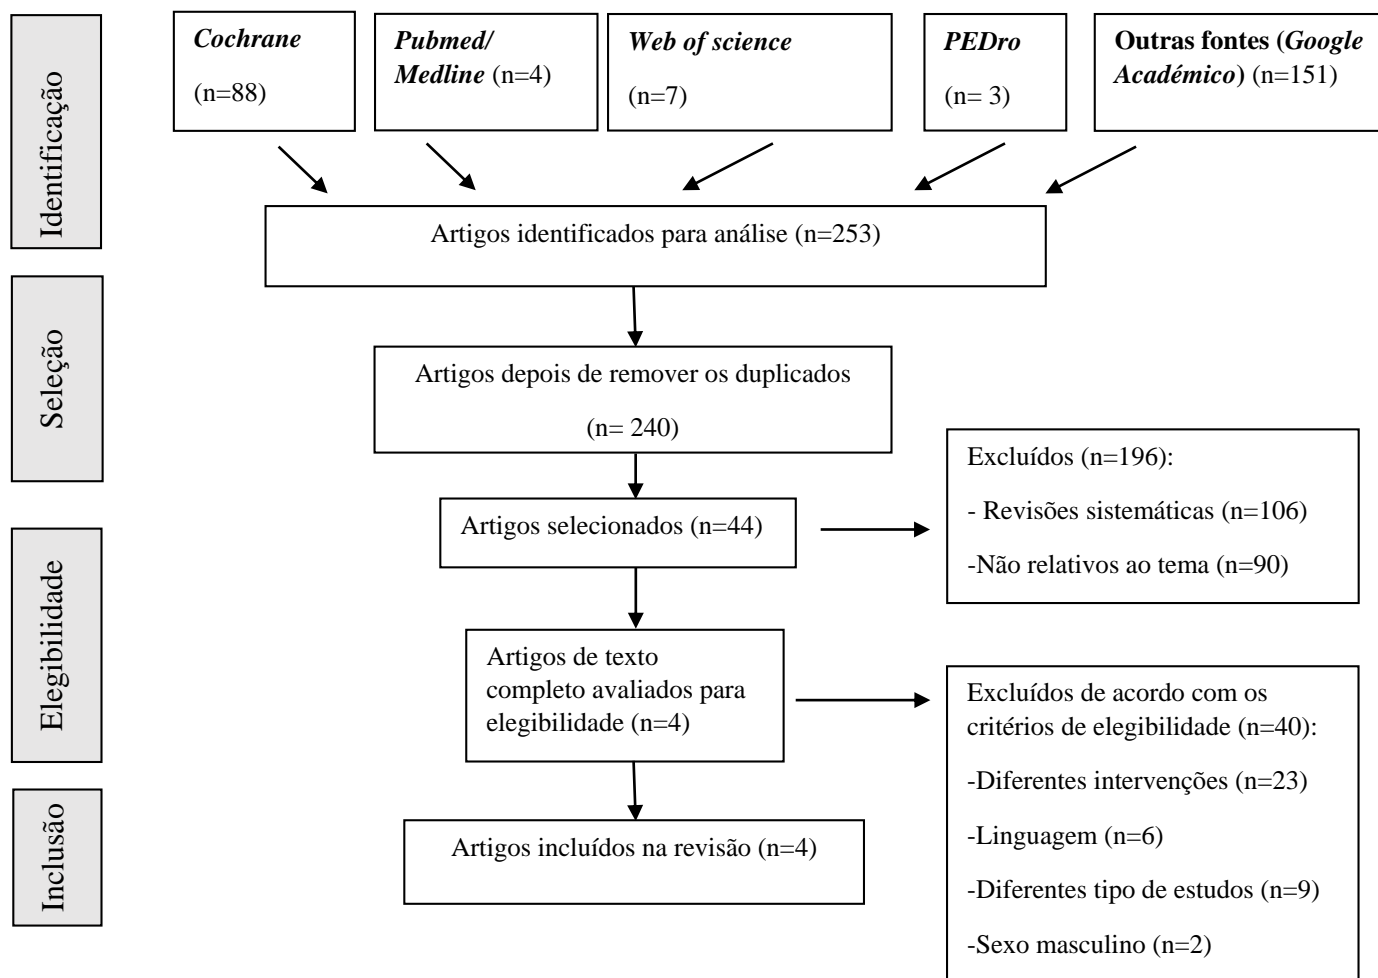 Identificação
Cochrane
(n=88)
Pubmed/
Medline (n=4)
Web of science
(n=7)
PEDro
(n= 3)
Outras fontes (Google
Académico) (n=151)
Artigos identificados para análise (n=253)
Seleção
Artigos depois de remover os duplicados
(n= 240)
Artigos selecionados (n=44)
Excluídos (n=196):
- Revisões sistemáticas (n=106)
-Não relativos ao tema (n=90)
Elegibilidade
Artigos de texto
completo avaliados para
elegibilidade (n=4)
Excluídos de acordo com os
critérios de elegibilidade (n=40):
-Diferentes intervenções (n=23)
-Linguagem (n=6)
-Diferentes tipo de estudos (n=9)
-Sexo masculino (n=2)
Inclusão
Artigos incluídos na revisão (n=4)